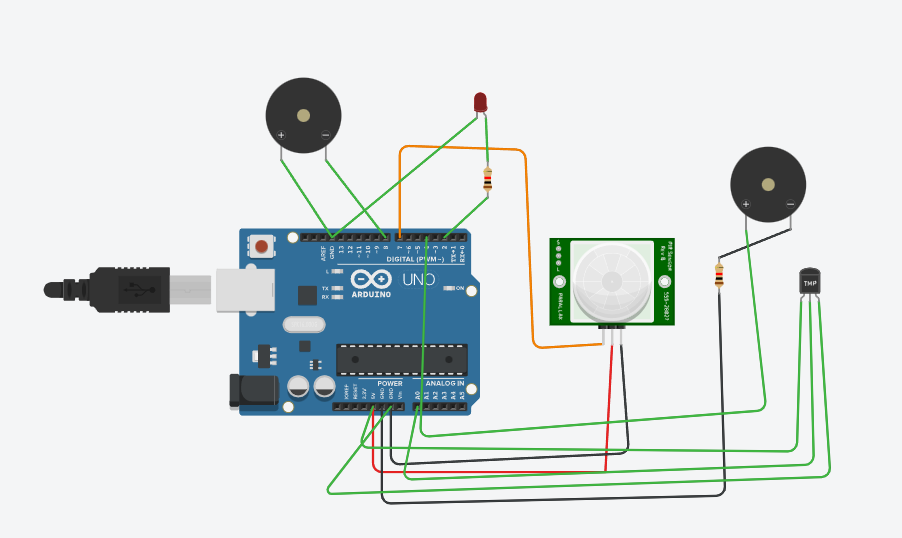 +
−
+
−
AREF
GND
13
12
~11
~10
~9
8
7
~6
~5
4
~3
2
TX→1
RX←0
DIGITAL (PWM~)
L
TX
RX
UNO
ARDUINO
ON
PIR Sensor
Rev B
555-28027
PARALLAX
TMP
POWER
ANALOG IN
IOREF
RESET
3.3V
5V
GND
GND
Vin
A0
A1
A2
A3
A4
A5